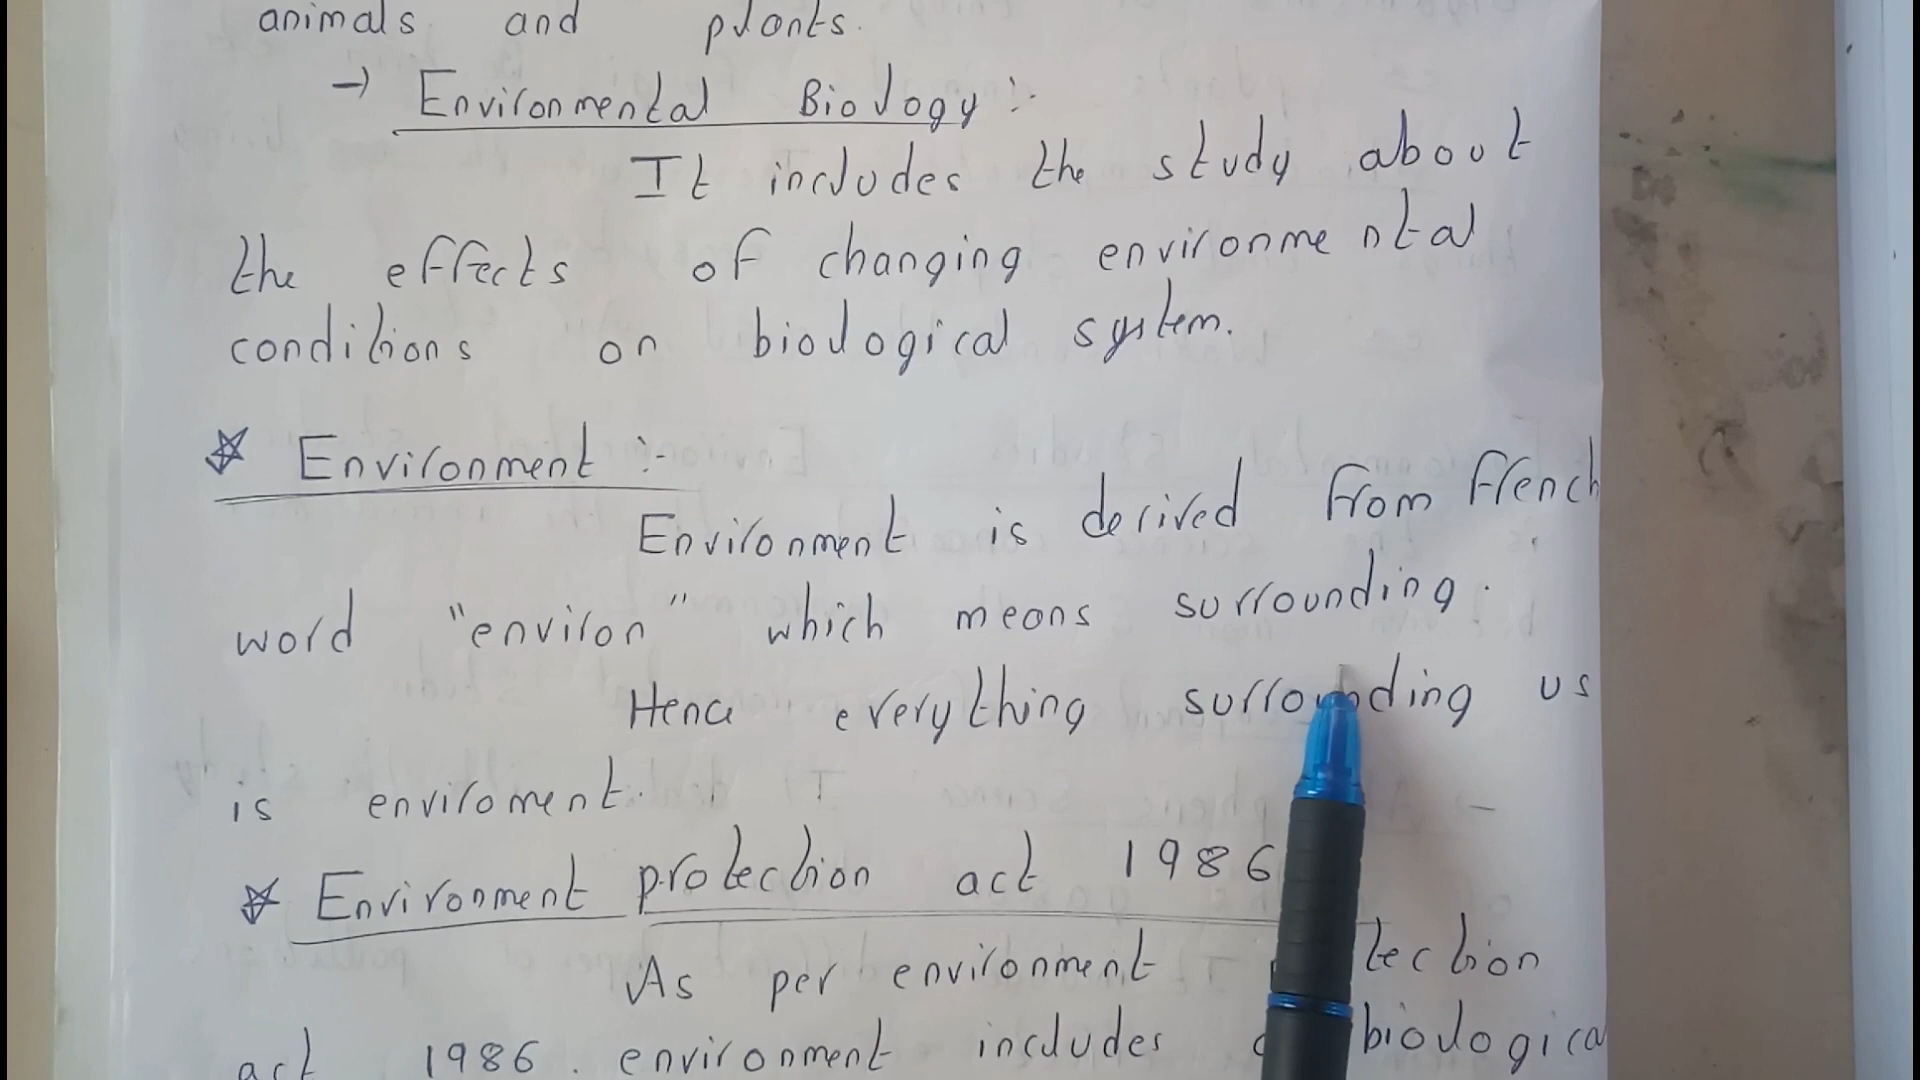 animals and plants.
→ Environmental Biology :-
It includes the study about
the effects of changing environmental
conditions on biological system.
☆ Environment :-
Environment is derived from french
word "environ" which means surrounding.
Hence everything surrounding us
is enviroment.
☆ Environment protection act 1986
As per environment tection
act 1986. environment includes biologica